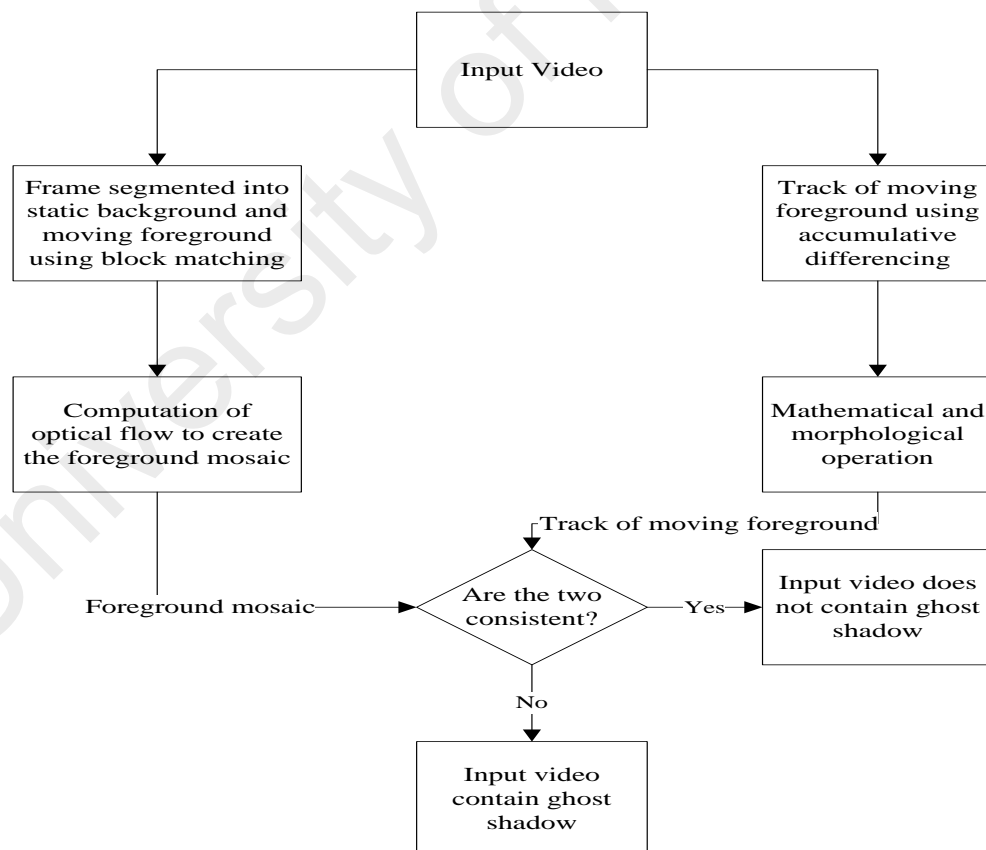 Input Video
Frame segmented into
static background and
moving foreground
using block matching
Track of moving
foreground using
accumulative
differencing
Computation of
optical flow to create
the foreground mosaic
Mathematical and
morphological
operation
Track of moving foreground
Foreground mosaic
Are the two
consistent?
Yes
Input video does
not contain ghost
shadow
No
Input video
contain ghost
shadow
University of